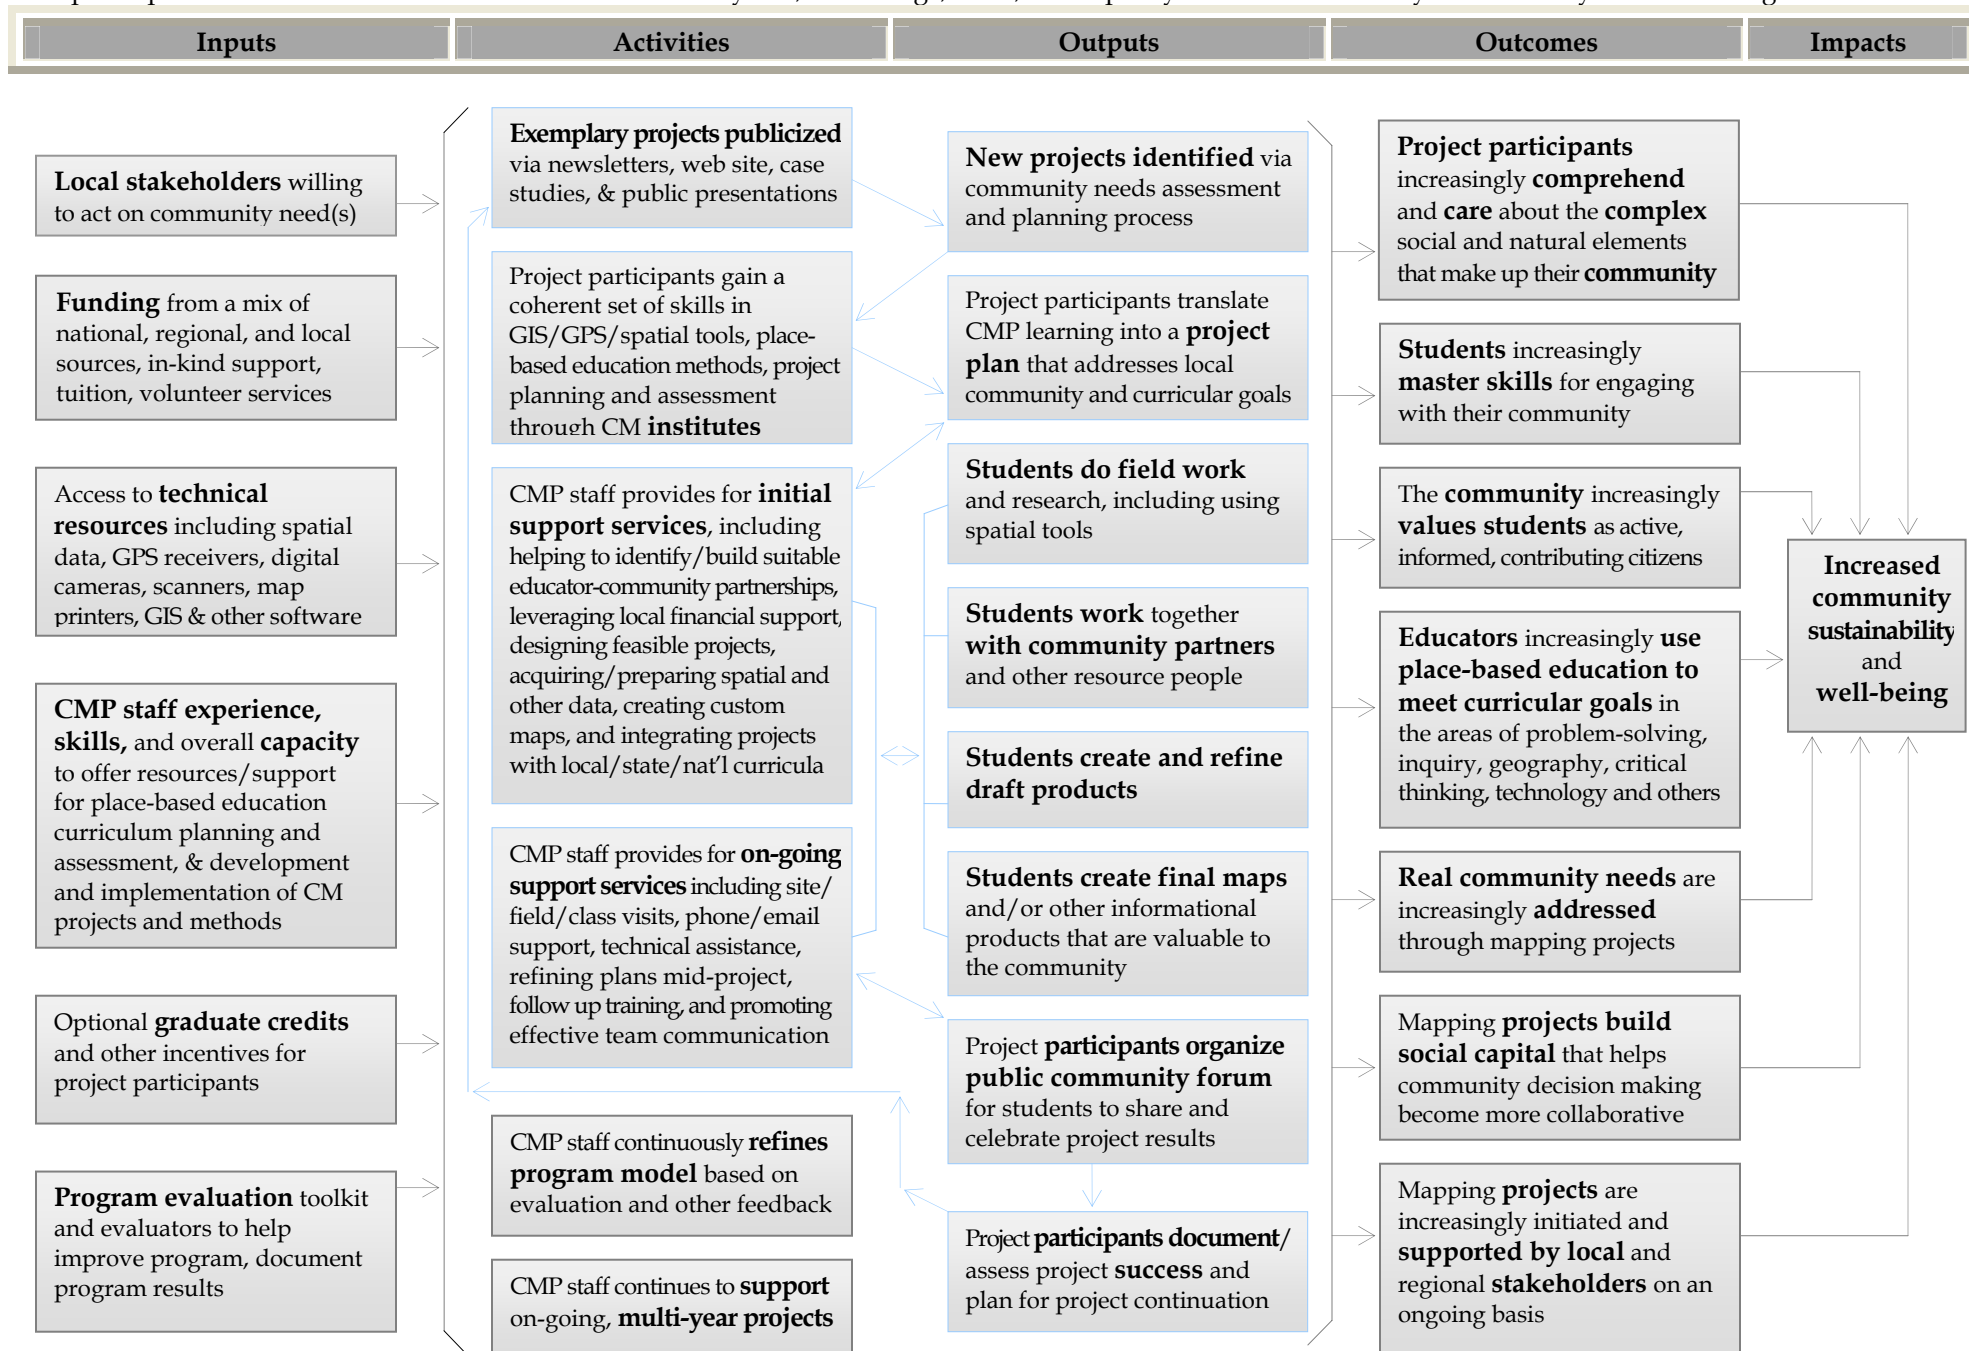 Inputs
Activities
Outputs
Outcomes
Impacts
Local stakeholders willing
to act on community need(s)
Funding from a mix of
national, regional, and local
sources, in-kind support,
tuition, volunteer services
Access to technical
resources including spatial
data, GPS receivers, digital
cameras, scanners, map
printers, GIS & other software
CMP staff experience,
skills, and overall capacity
to offer resources/support
for place-based education
curriculum planning and
assessment, & development
and implementation of CM
projects and methods
Optional graduate credits
and other incentives for
project participants
Program evaluation toolkit
and evaluators to help
improve program, document
program results
Exemplary projects publicized
via newsletters, web site, case
studies, & public presentations
Project participants gain a
coherent set of skills in
GIS/GPS/spatial tools, place-
based education methods, project
planning and assessment
through CM institutes
CMP staff provides for initial
support services, including
helping to identify/build suitable
educator-community partnerships,
leveraging local financial support,
designing feasible projects,
acquiring/preparing spatial and
other data, creating custom
maps, and integrating projects
with local/state/nat'l curricula
CMP staff provides for on-going
support services including site/
field/class visits, phone/email
support, technical assistance,
refining plans mid-project,
follow up training, and promoting
effective team communication
CMP staff continuously refines
program model based on
evaluation and other feedback
CMP staff continues to support
on-going, multi-year projects
New projects identified via
community needs assessment
and planning process
Project participants translate
CMP learning into a project
plan that addresses local
community and curricular goals
Students do field work
and research, including using
spatial tools
Students work together
with community partners
and other resource people
Students create and refine
draft products
Students create final maps
and/or other informational
products that are valuable to
the community
Project participants organize
public community forum
for students to share and
celebrate project results
Project participants document/
assess project success and
plan for project continuation
Project participants
increasingly comprehend
and care about the complex
social and natural elements
that make up their community
Students increasingly
master skills for engaging
with their community
The community increasingly
values students as active,
informed, contributing citizens
Educators increasingly use
place-based education to
meet curricular goals in
the areas of problem-solving,
inquiry, geography, critical
thinking, technology and others
Real community needs are
increasingly addressed
through mapping projects
Mapping projects build
social capital that helps
community decision making
become more collaborative
Mapping projects are
increasingly initiated and
supported by local and
regional stakeholders on an
ongoing basis
Increased
community
sustainability
and
well-being